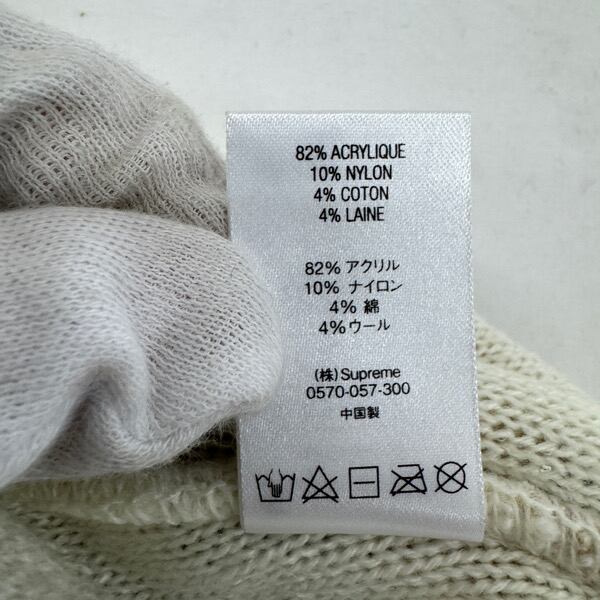 82% ACRYLIQUE
10% NYLON
4% COTON
4% LAINE
82% アクリル
10% ナイロン
4% 綿
4% ウール
(株) Supreme
0570-057-300
中国製